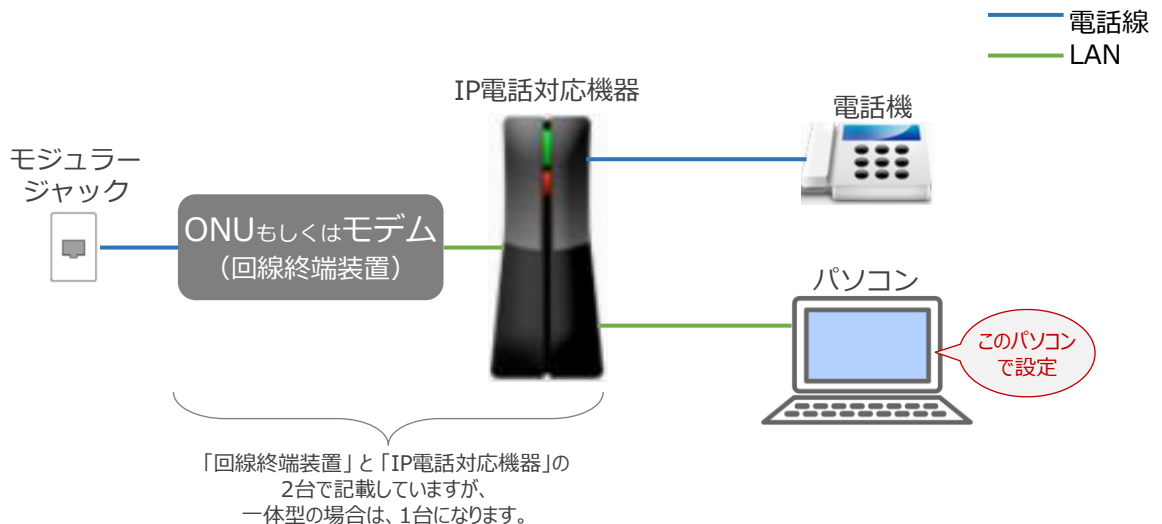 電話線
LAN
IP電話対応機器
電話機
モジュラー
ジャック
ONUもしくはモデム
（回線終端装置）
パソコン
このパソコン
で設定
「回線終端装置」と「IP電話対応機器」の
2台で記載していますが、
一体型の場合は、1台になります。